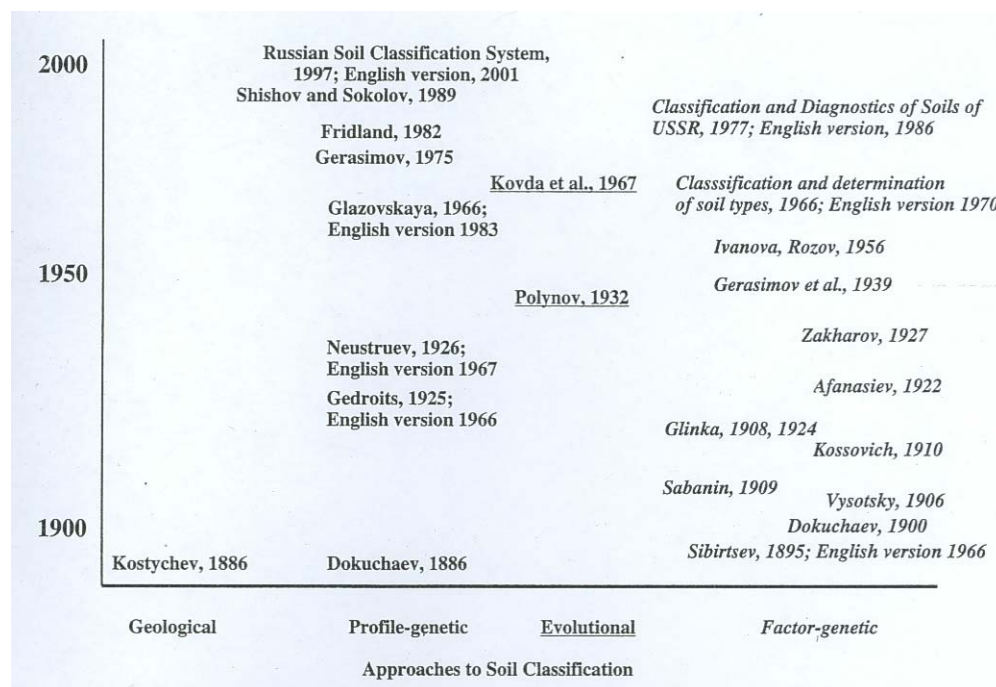 2000
Russian Soil Classification System,
1997; English version, 2001
Shishov and Sokolov, 1989
Classification and Diagnostics of Soils of
USSR, 1977; English version, 1986
Fridland, 1982
Gerasimov, 1975
Kovda et al., 1967
Classsification and determination
of soil types, 1966; English version 1970
Glazovskaya, 1966;
English version 1983
Ivanova, Rozov, 1956
1950
Gerasimov et al., 1939
Polynov, 1932
Zakharov, 1927
Neustruev, 1926;
English version 1967
Afanasiev, 1922
Gedroits, 1925;
English version 1966
Glinka, 1908, 1924
Kossovich, 1910
Sabanin, 1909
Vysotsky, 1906
1900
Dokuchaev, 1900
Sibirtsev, 1895; English version 1966
Kostychev, 1886
Dokuchaev, 1886
Geological
Profile-genetic
Evolutional
Factor-genetic
Approaches to Soil Classification